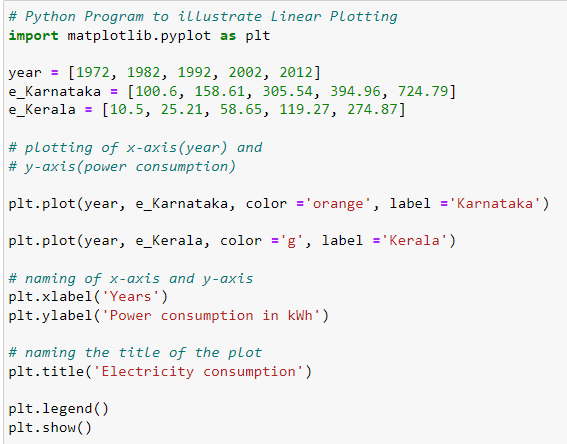 # Python Program to illustrate Linear Plotting
import matplotlib.pyplot as plt
year = [1972, 1982, 1992, 2002, 2012]
e_Karnataka = [100.6, 158.61, 305.54, 394.96, 724.79]
e_Kerala = [10.5, 25.21, 58.65, 119.27, 274.87]
# plotting of x-axis(year) and
# y-axis(power consumption)
plt.plot(year, e_Karnataka, color ='orange', label ='Karnataka')
plt.plot(year, e_Kerala, color ='g', label ='Kerala')
# naming of x-axis and y-axis
plt.xlabel('Years')
plt.ylabel('Power consumption in kWh')
# naming the title of the plot
plt.title('Electricity consumption')
plt.legend()
plt.show()